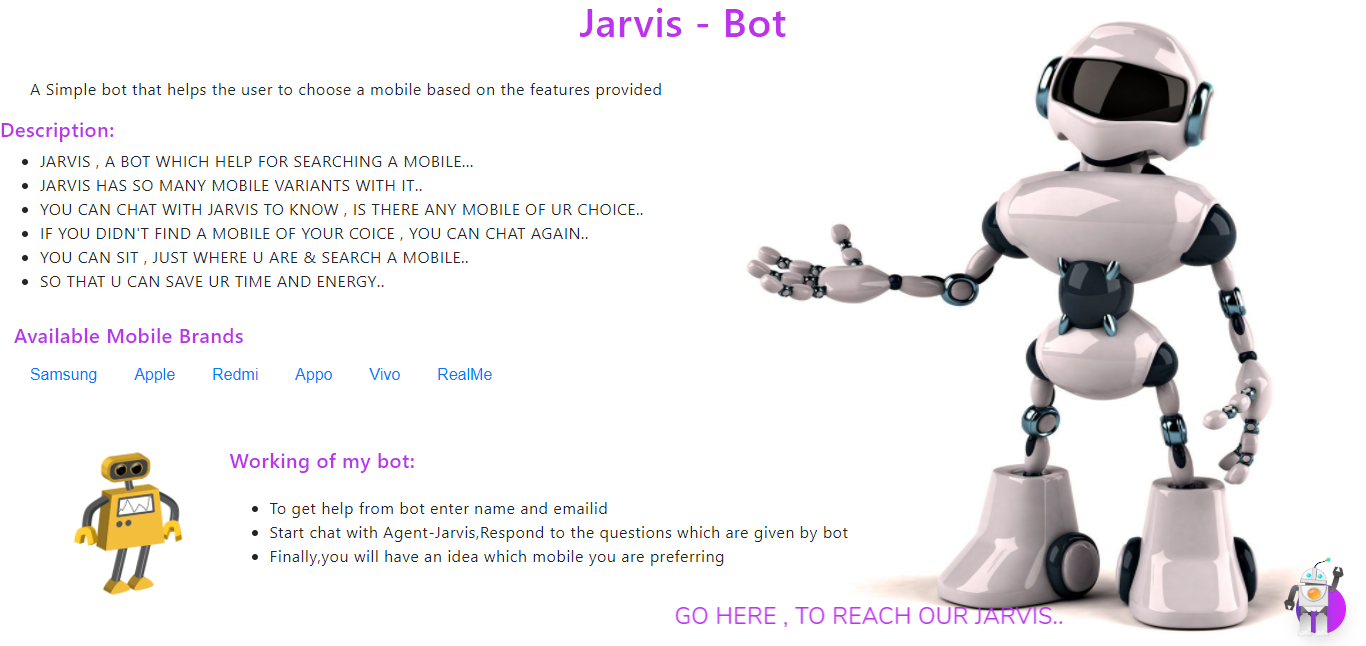 Jarvis - Bot
A Simple bot that helps the user to choose a mobile based on the features provided
Description:
JARVIS , A BOT WHICH HELP FOR SEARCHING A MOBILE...
JARVIS HAS SO MANY MOBILE VARIANTS WITH IT..
YOU CAN CHAT WITH JARVIS TO KNOW , IS THERE ANY MOBILE OF UR CHOICE..
IF YOU DIDN'T FIND A MOBILE OF YOUR COICE , YOU CAN CHAT AGAIN..
YOU CAN SIT , JUST WHERE U ARE & SEARCH A MOBILE..
SO THAT U CAN SAVE UR TIME AND ENERGY..
Available Mobile Brands
Samsung Apple Redmi Appo Vivo RealMe
Working of my bot:
To get help from bot enter name and emailid
Start chat with Agent-Jarvis,Respond to the questions which are given by bot
Finally,you will have an idea which mobile you are preferring
GO HERE , TO REACH OUR JARVIS..